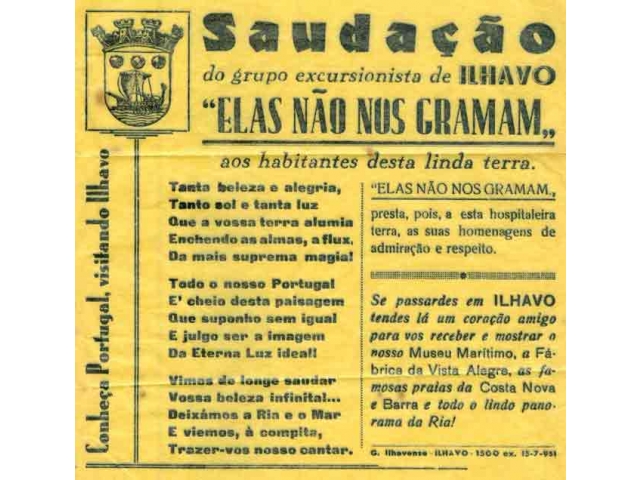 Saudação
do grupo excursionista de ILHAVO
“ELAS NÃO NOS GRAMAM„
aos habitantes desta linda terra.
Conheça Portugal, visitando Ilhavo
Tanta beleza e alegria,
Tanto sol e tanta luz
Que a vossa terra alumia
Enchendo as almas, a flux,
Da mais suprema magia!
Todo o nosso Portugal
E' cheio desta paisagem
Que suponho sem igual
E julgo ser a imagem
Da Eterna Luz ideal!
Vimos de longe saudar
Vossa beleza infinita!...
Deixámos a Ria e o Mar
E viemos, à compita,
Trazer-vos nosso cantar.
“ELAS NÃO NOS GRAMAM„
presta, pois, a esta hospitaleira
terra, as suas homenagens de
admiração e respeito.
Se passardes em ILHAVO
tendes lá um coração amigo
para vos receber e mostrar o
nosso Museu Marítimo, a Fá-
brica da Vista Alegre, as fa-
mosas praias da Costa Nova
e Barra e todo o lindo pano-
rama da Ria!
G. Ilhavense - ILHAVO - 1500 ex. 15-7-951